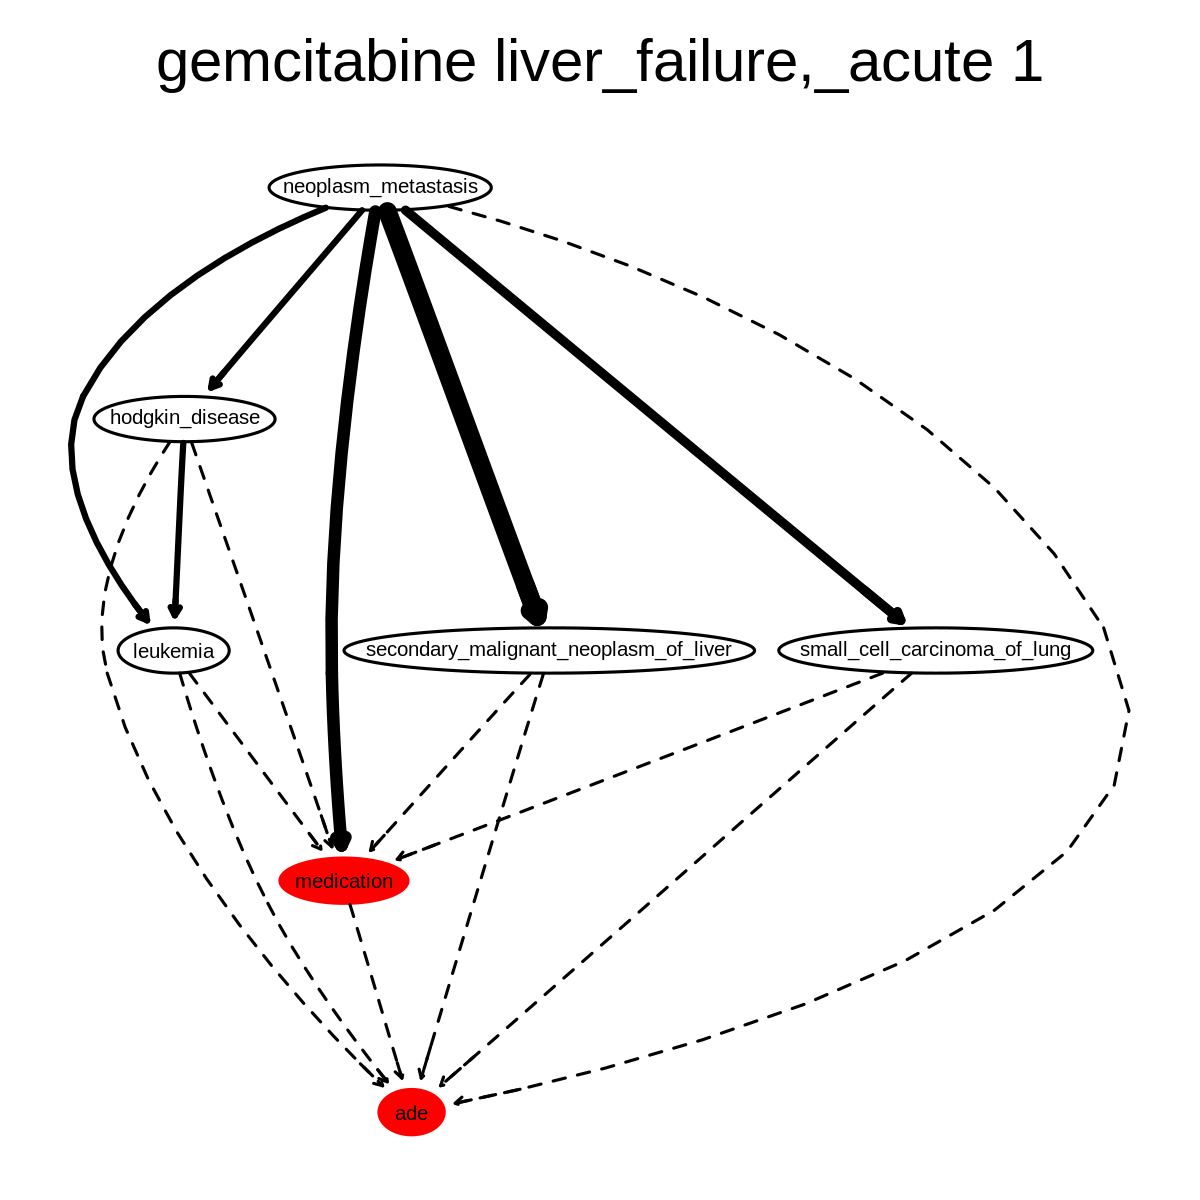 gemcitabine liver_failure,_acute 1
neoplasm_metastasis
hodgkin_disease
leukemia
secondary_malignant_neoplasm_of_liver
small_cell_carcinoma_of_lung
medication
ade